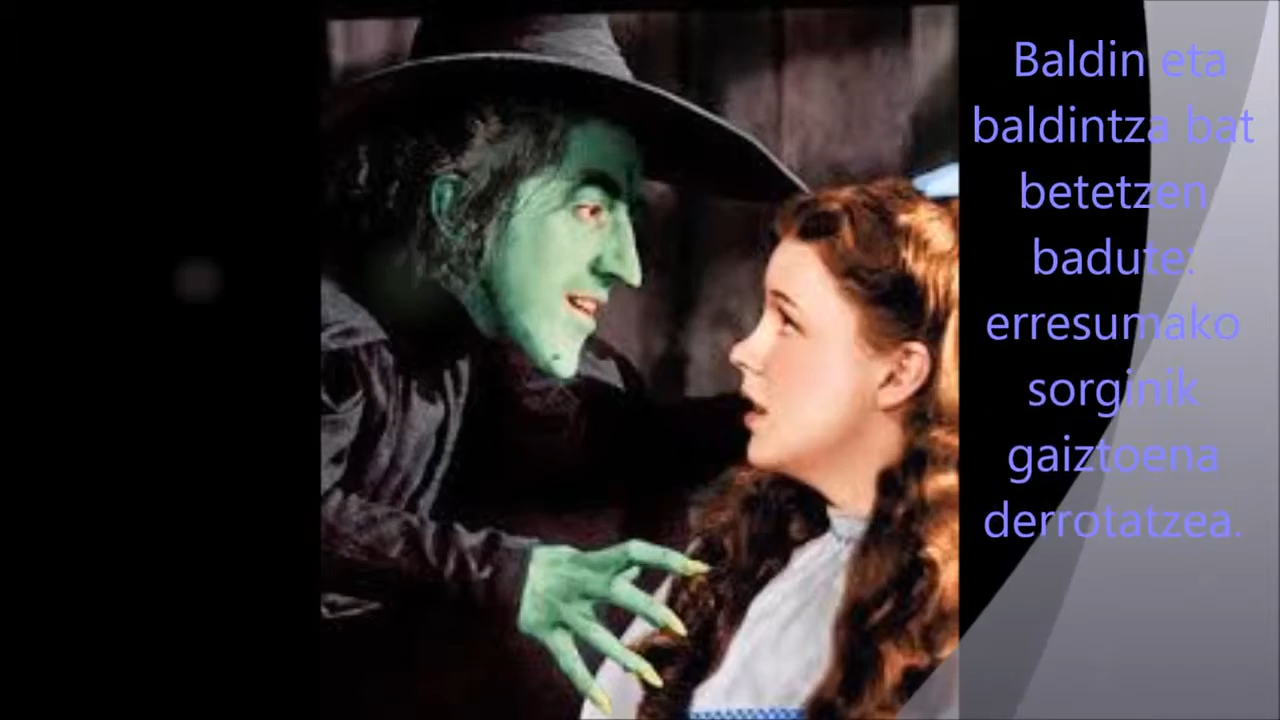 Baldin eta
baldintza bat
betetzen
badute:
erresumako
sorginik
gaiztoena
derrotatzea.